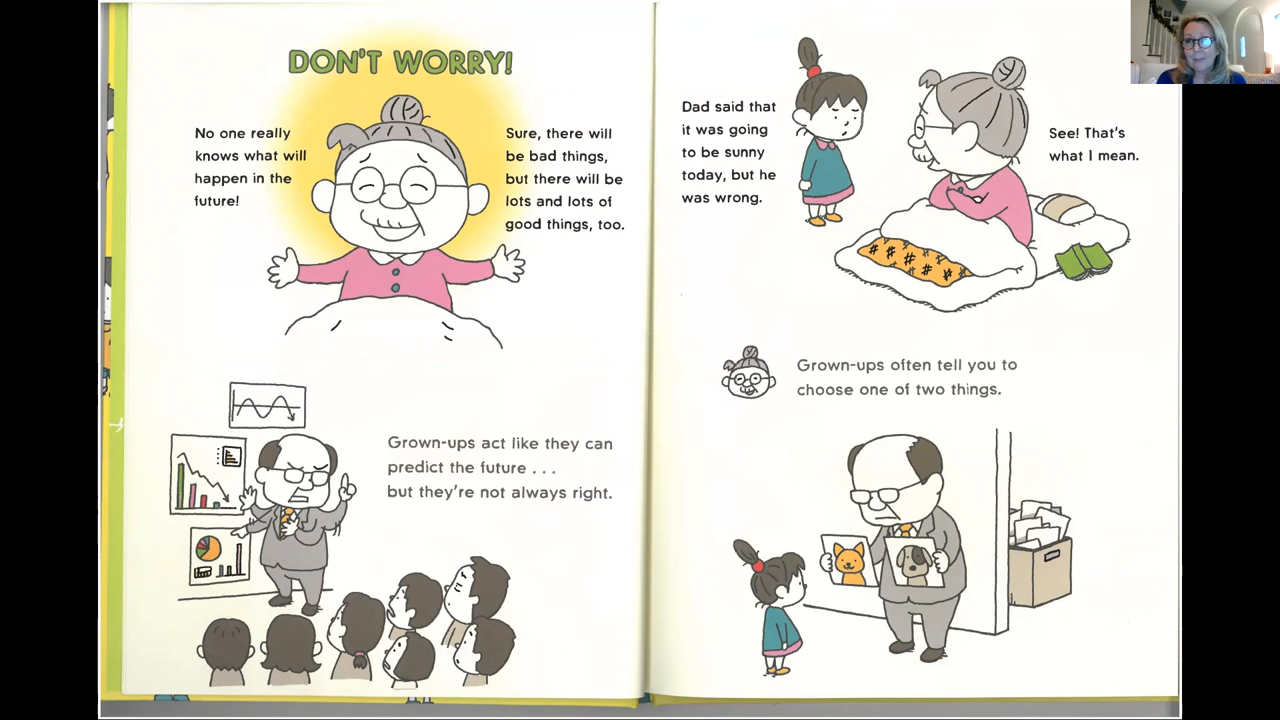 DON'T WORRY!
No one really
knows what will
happen in the
future!
Sure, there will
be bad things,
but there will be
lots and lots of
good things, too.
Grown-ups act like they can
predict the future . . .
but they're not always right.
Dad said that
it was going
to be sunny
today, but he
was wrong.
See! That's
what I mean.
Grown-ups often tell you to
choose one of two things.